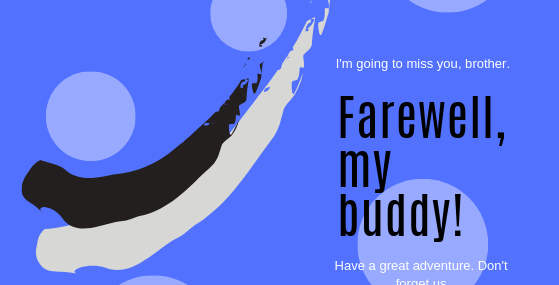 I'm going to miss you, brother.
Farewell,
my
buddy!
Have a great adventure. Don't
forget us